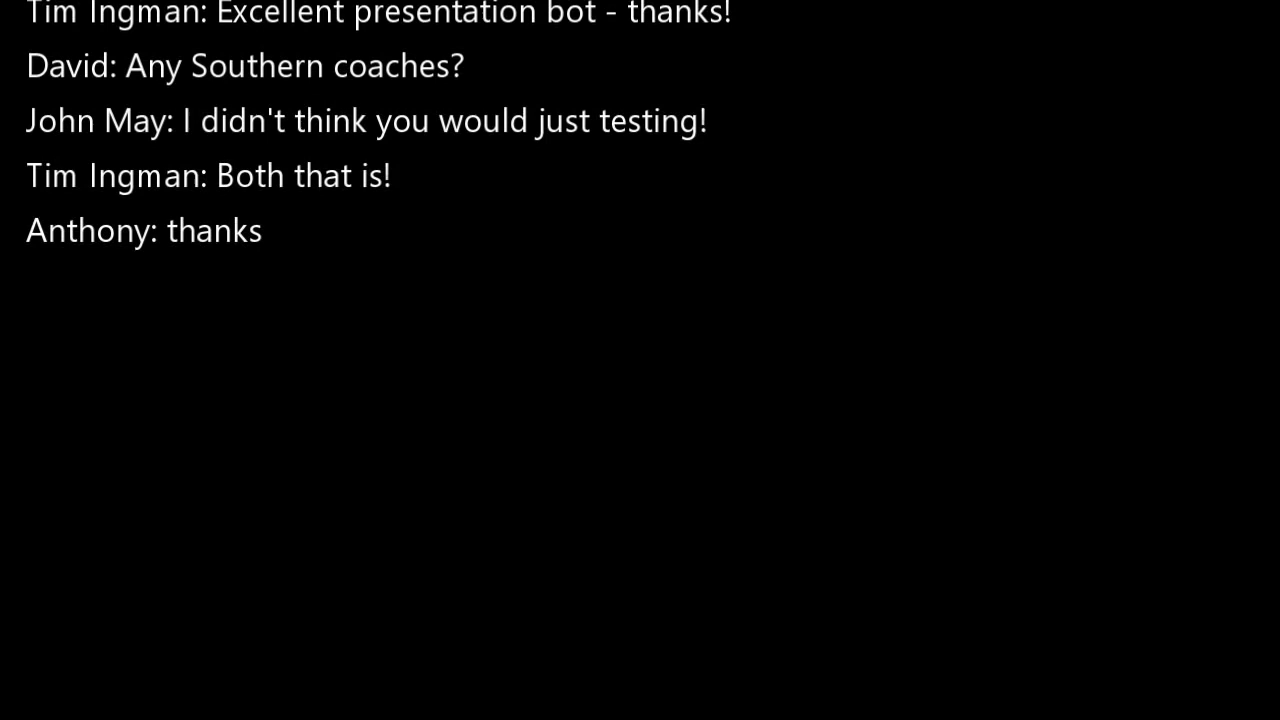 Tim Ingman: Excellent presentation bot - thanks!
David: Any Southern coaches?
John May: I didn't think you would just testing!
Tim Ingman: Both that is!
Anthony: thanks